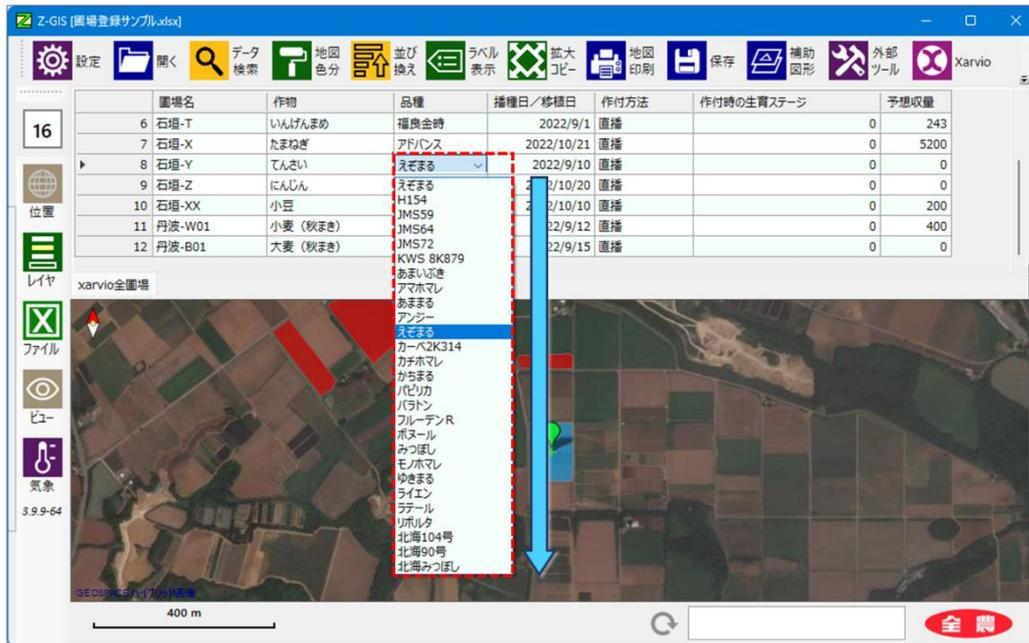 Z-GIS [圃場登録サンプル.xlsx]
設定 開く データ検索 地図色分 並び換え ラベル表示 拡大コピー 地図印刷 保存 補助図形 外部ツール Xarvio
圃場名 作物 品種 播種日／移植日 作付方法 作付時の生育ステージ 予想収量
6 石垣-T いんげんまめ 福良金時 2022/9/1 直播 0 243
7 石垣-X たまねぎ アドバンス 2022/10/21 直播 0 5200
8 石垣-Y てんさい えぞまる 2022/9/10 直播 0 0
9 石垣-Z にんじん 2/10/20 直播 0 0
10 石垣-XX 小豆 2/10/10 直播 0 200
11 丹波-W01 小麦（秋まき） 22/9/12 直播 0 400
12 丹波-B01 大麦（秋まき） 22/9/15 直播 0 0
えぞまる
H154
JMS59
JMS64
JMS72
KWS 8K879
あまいぶき
アマホマレ
あままる
アンジー
えぞまる
カーベ2K314
カチホマレ
かちまる
パピリカ
バラトン
フルーデンR
ボヌール
みつぼし
モノホマレ
ゆきまる
ライエン
ラテール
リボルタ
北海104号
北海90号
北海みつぼし
16
位置
レイヤ
ファイル
ビュー
気象
3.9.9-64
xarvio全圃場
400 m
全農